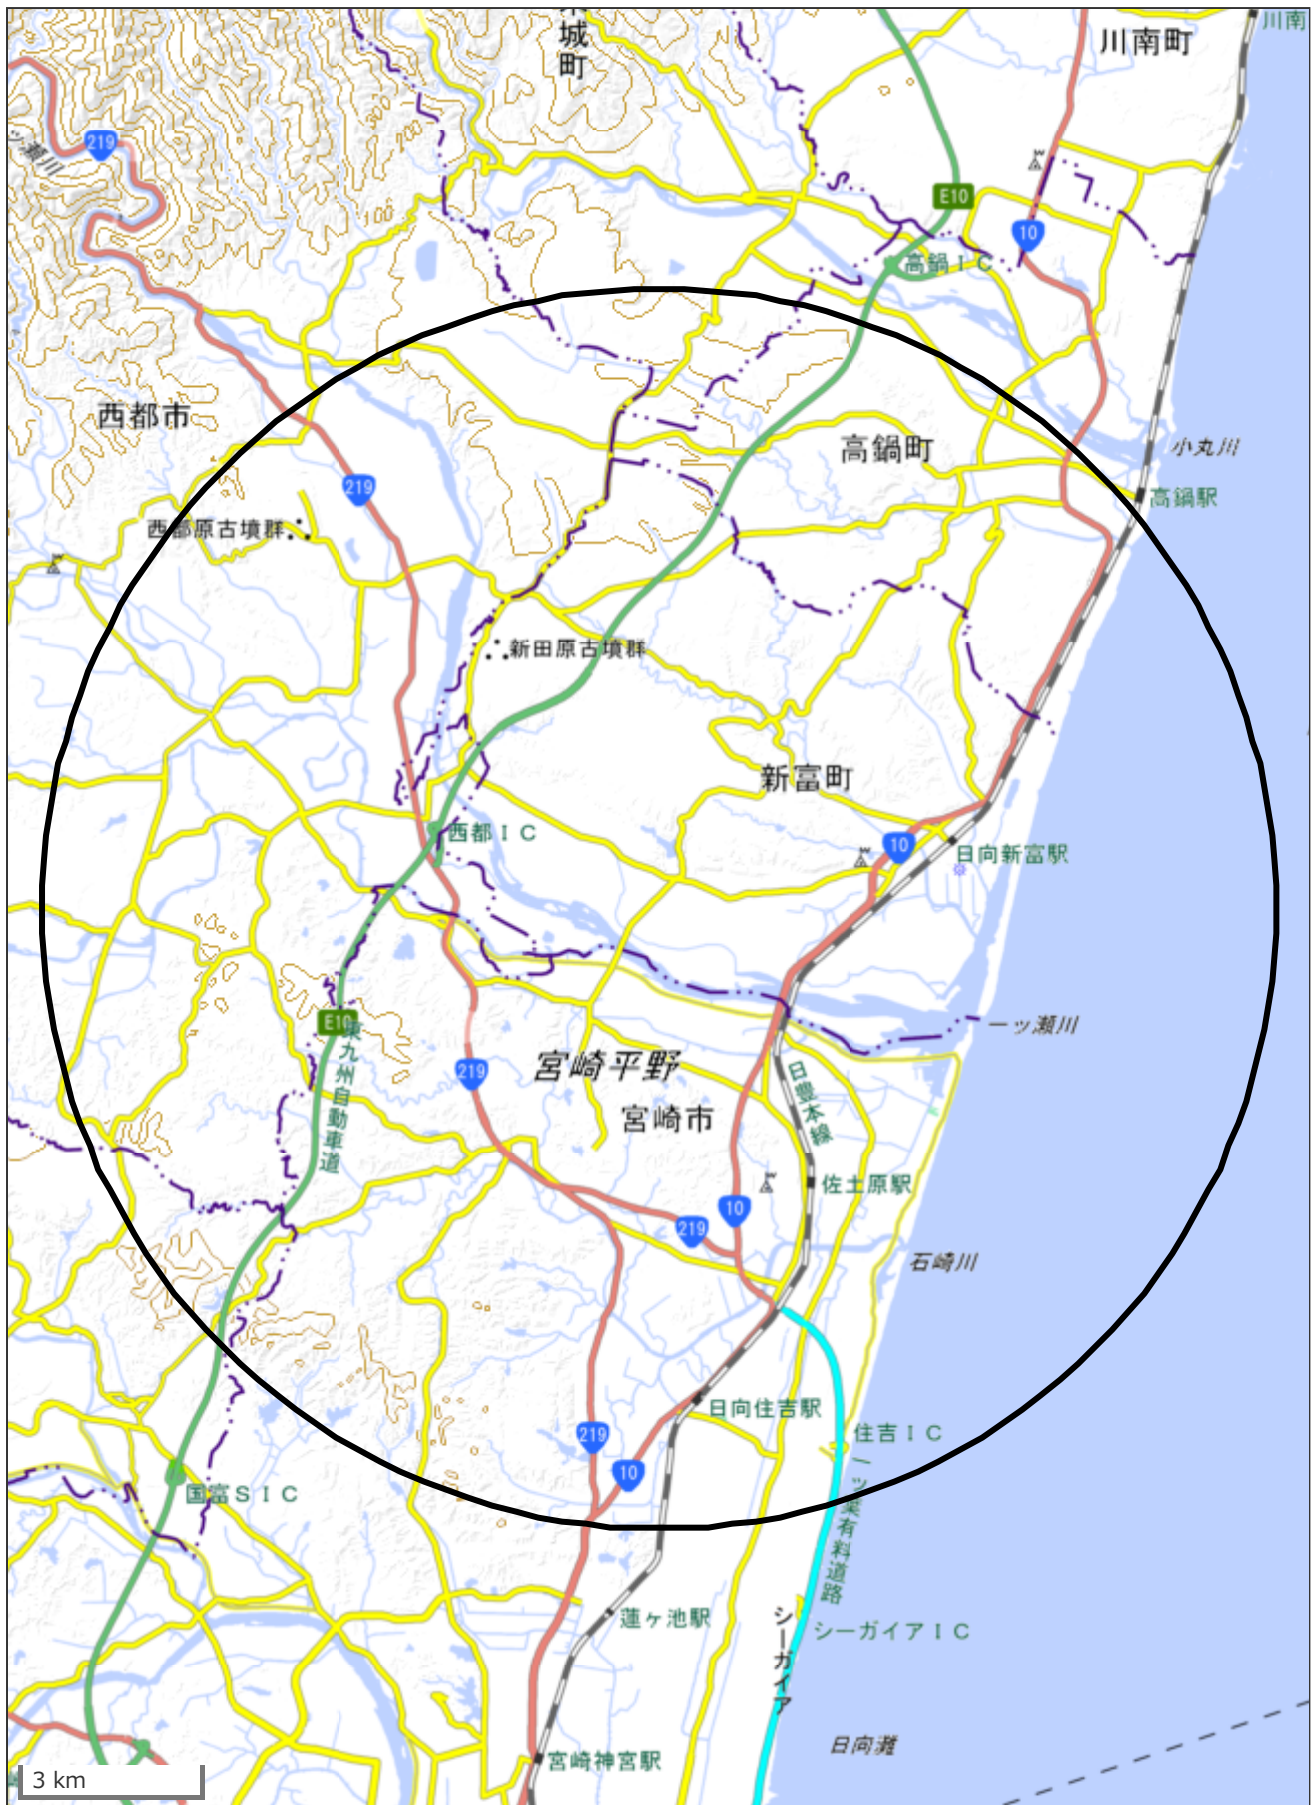 城町
川南町
川南
219
200
100
E10
10
高鍋IC
西都市
高鍋町
小丸川
219
高鍋駅
西都原古墳群
新田原古墳群
新富町
西都IC
10
日向新富駅
E10
一ッ瀬川
東九州自動車道
219
宮崎平野
宮崎市
日豊本線
佐土原駅
10
219
石崎川
日向住吉駅
219
住吉IC
10
一ッ葉有料道路
国富SIC
蓮ヶ池駅
シーガイアIC
シーガイア
日向灘
宮崎神宮駅
3 km